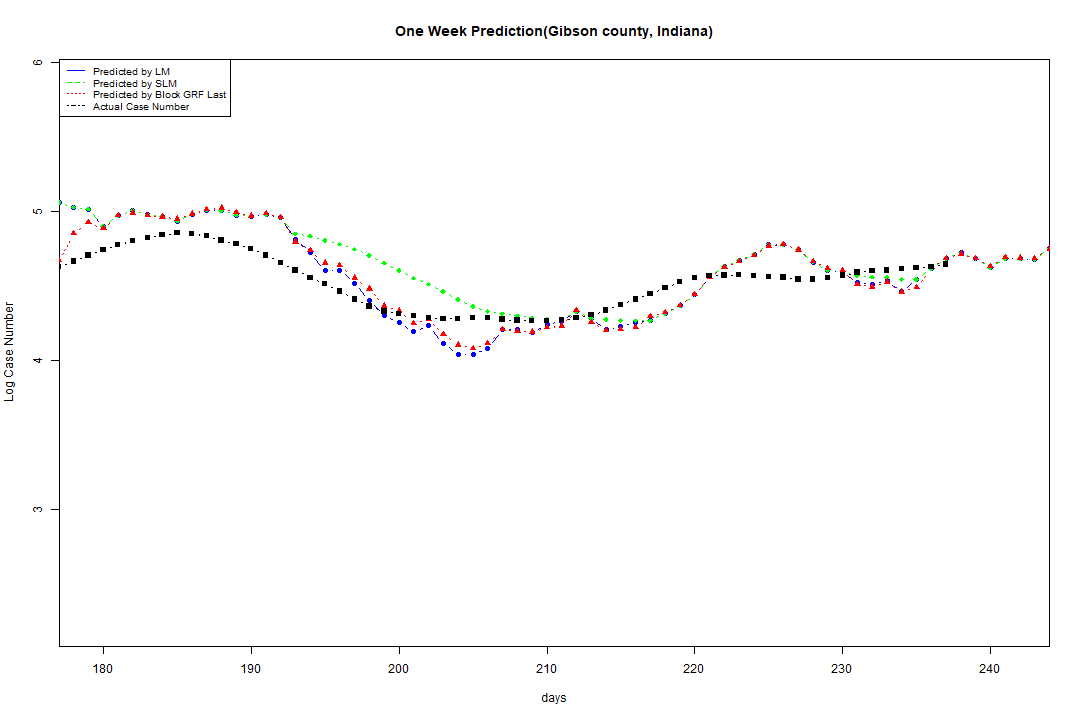 One Week Prediction(Gibson county, Indiana)
Predicted by LM
Predicted by SLM
Predicted by Block GRF Last
Actual Case Number
6
5
4
3
Log Case Number
180 190 200 210 220 230 240
days